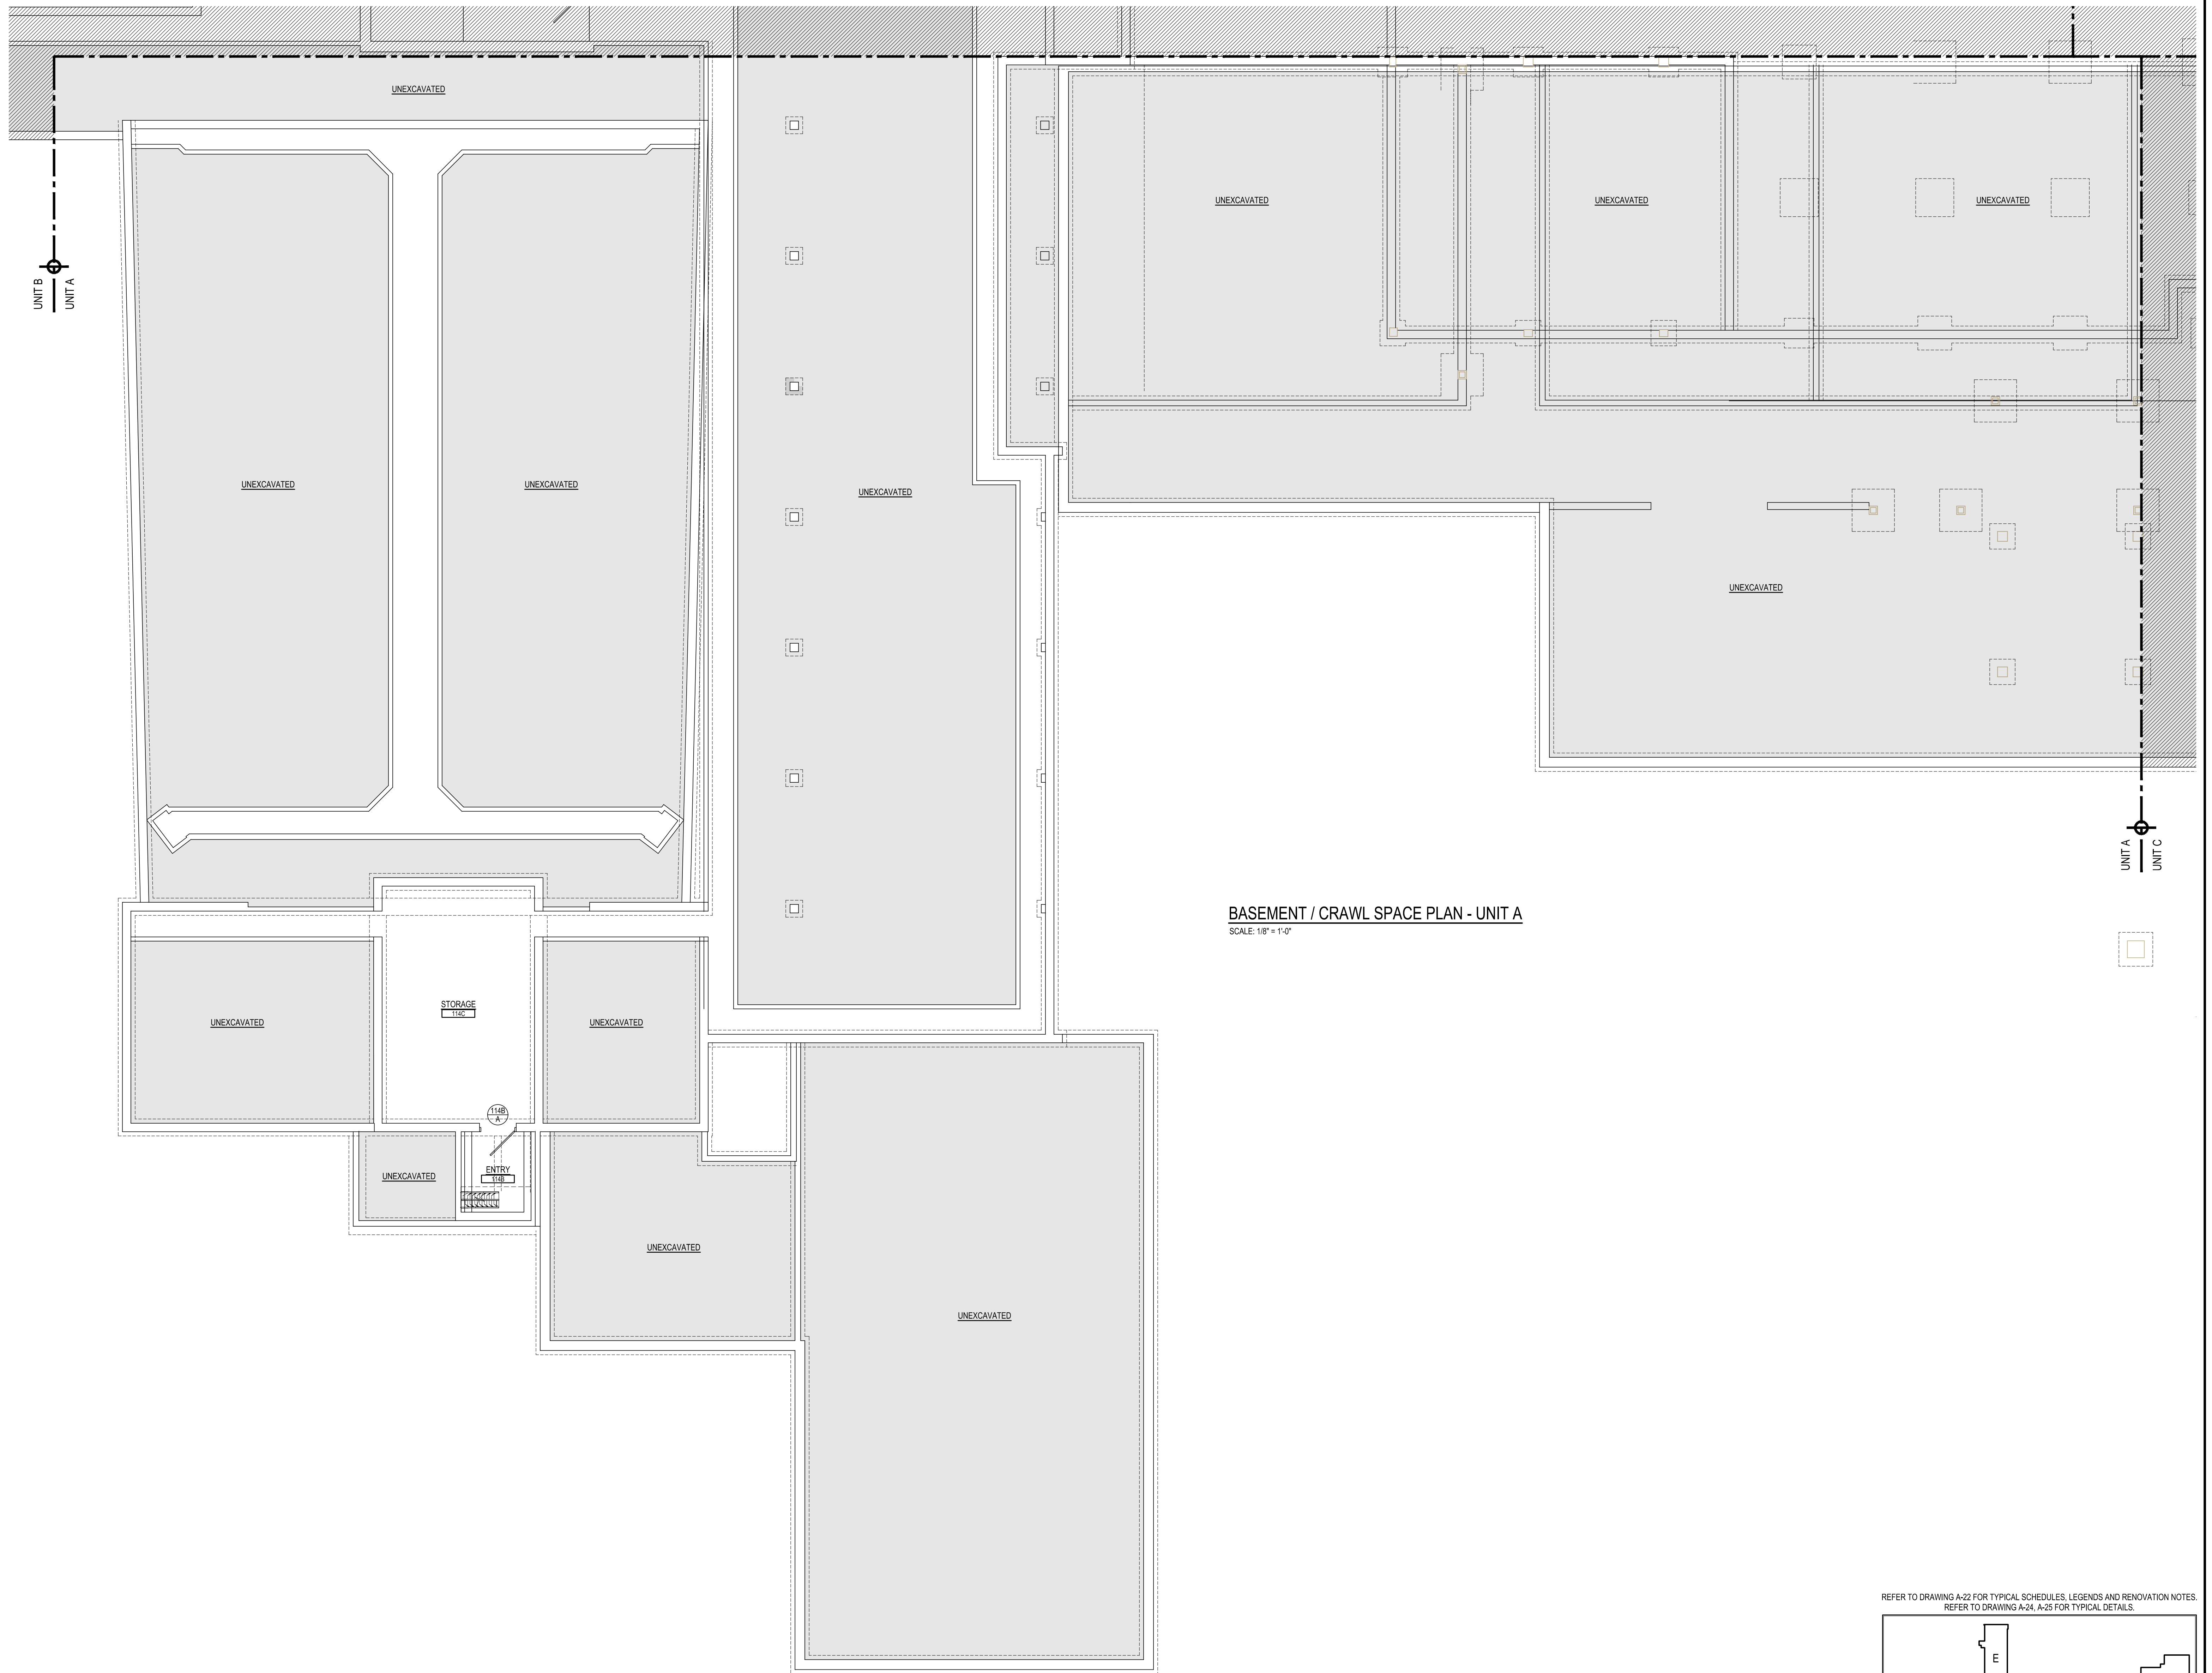 UNEXCAVATED
UNEXCAVATED
UNEXCAVATED
UNEXCAVATED
UNIT B
UNIT A
UNEXCAVATED
UNEXCAVATED
UNEXCAVATED
UNEXCAVATED
UNIT A
UNIT C
BASEMENT / CRAWL SPACE PLAN - UNIT A
SCALE: 1/8" = 1'-0"
STORAGE
114C
UNEXCAVATED
UNEXCAVATED
114B
A
ENTRY
114B
UNEXCAVATED
UNEXCAVATED
UNEXCAVATED
REFER TO DRAWING A-22 FOR TYPICAL SCHEDULES, LEGENDS AND RENOVATION NOTES.
REFER TO DRAWING A-24, A-25 FOR TYPICAL DETAILS.
E